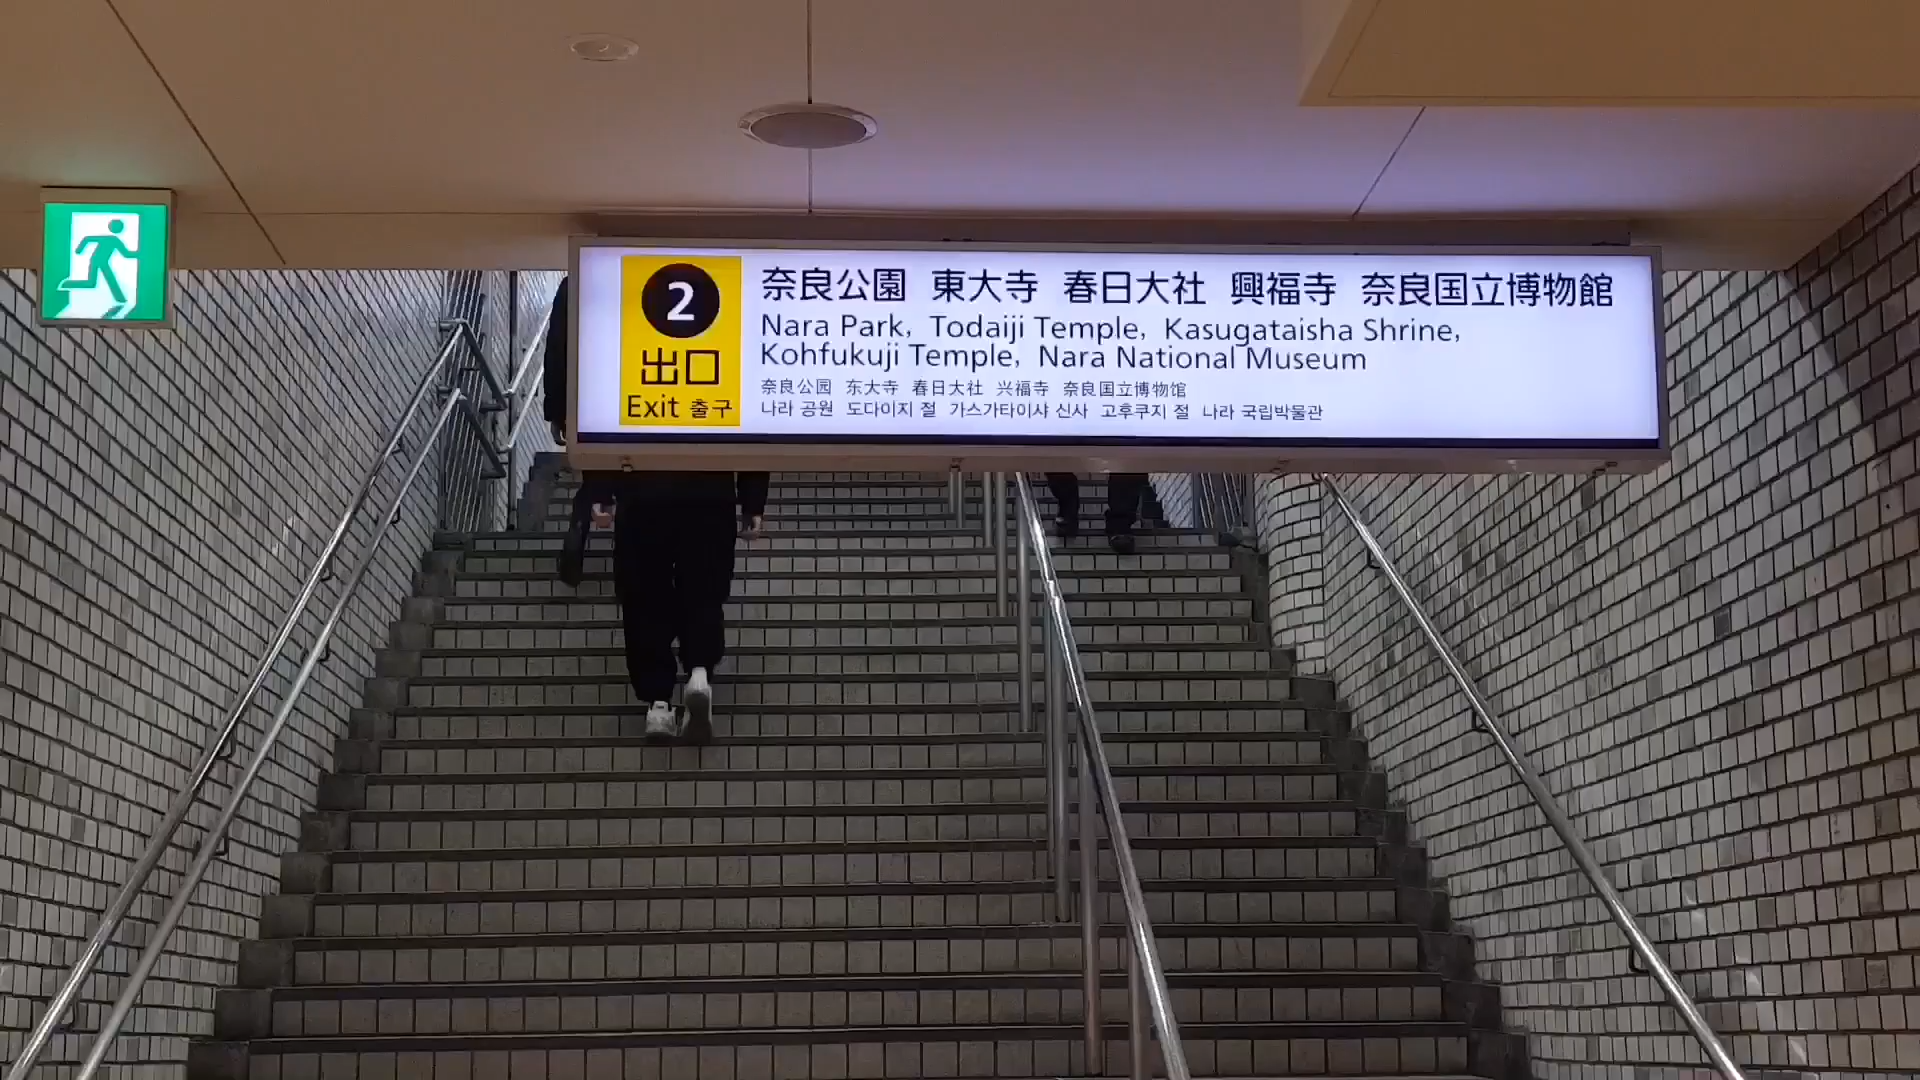 2
出口
Exit 출구
奈良公園 東大寺 春日大社 興福寺 奈良国立博物館
Nara Park, Todaiji Temple, Kasugataisha Shrine,
Kohfukuji Temple, Nara National Museum
奈良公园 东大寺 春日大社 兴福寺 奈良国立博物馆
나라 공원 도다이지 절 가스가타이샤 신사 고후쿠지 절 나라 국립박물관